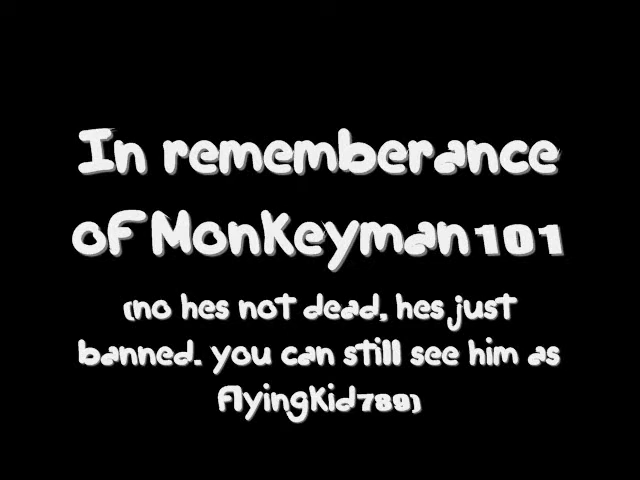 In rememberance
of Monkeyman101
(no hes not dead, hes just
banned. you can still see him as
flyingkid789)